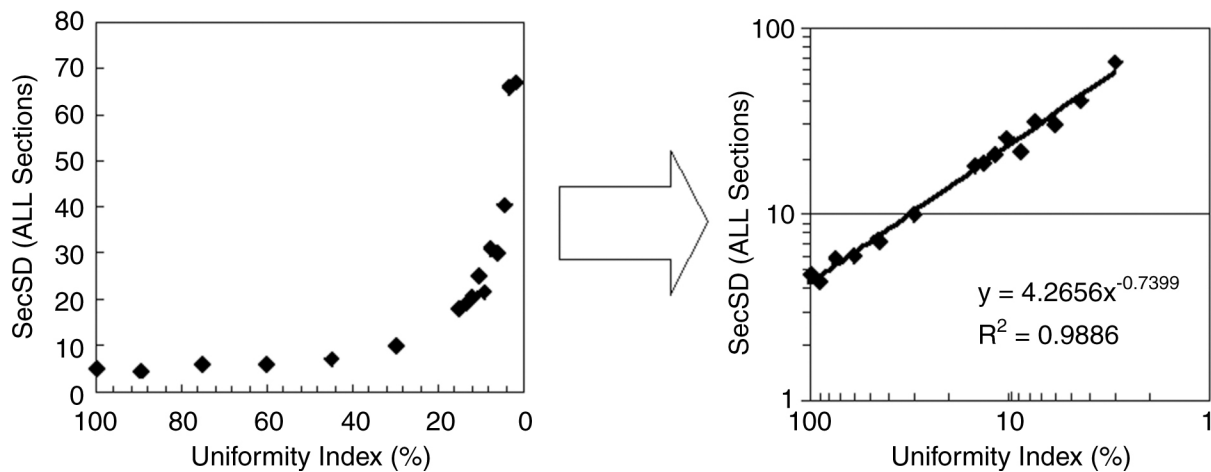 80
70
60
50
40
30
20
10
0
SecSD (ALL Sections)
100 80 60 40 20 0
Uniformity Index (%)
100
10
1
SecSD (ALL Sections)
y = 4.2656x^-0.7399
R^2 = 0.9886
100 10 1
Uniformity Index (%)